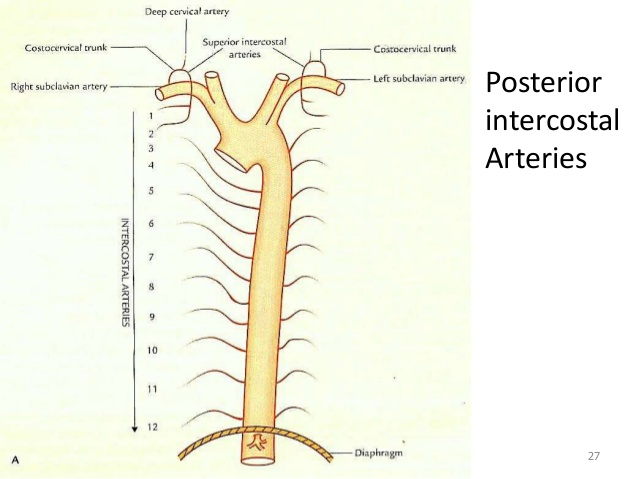 Deep cervical artery
Costocervical trunk
Superior intercostal
arteries
Costocervical trunk
Right subclavian artery
Left subclavian artery
Posterior
intercostal
Arteries
1
2
3
4
5
6
7
8
9
10
11
12
INTERCOSTAL ARTERIES
Diaphragm
A
27